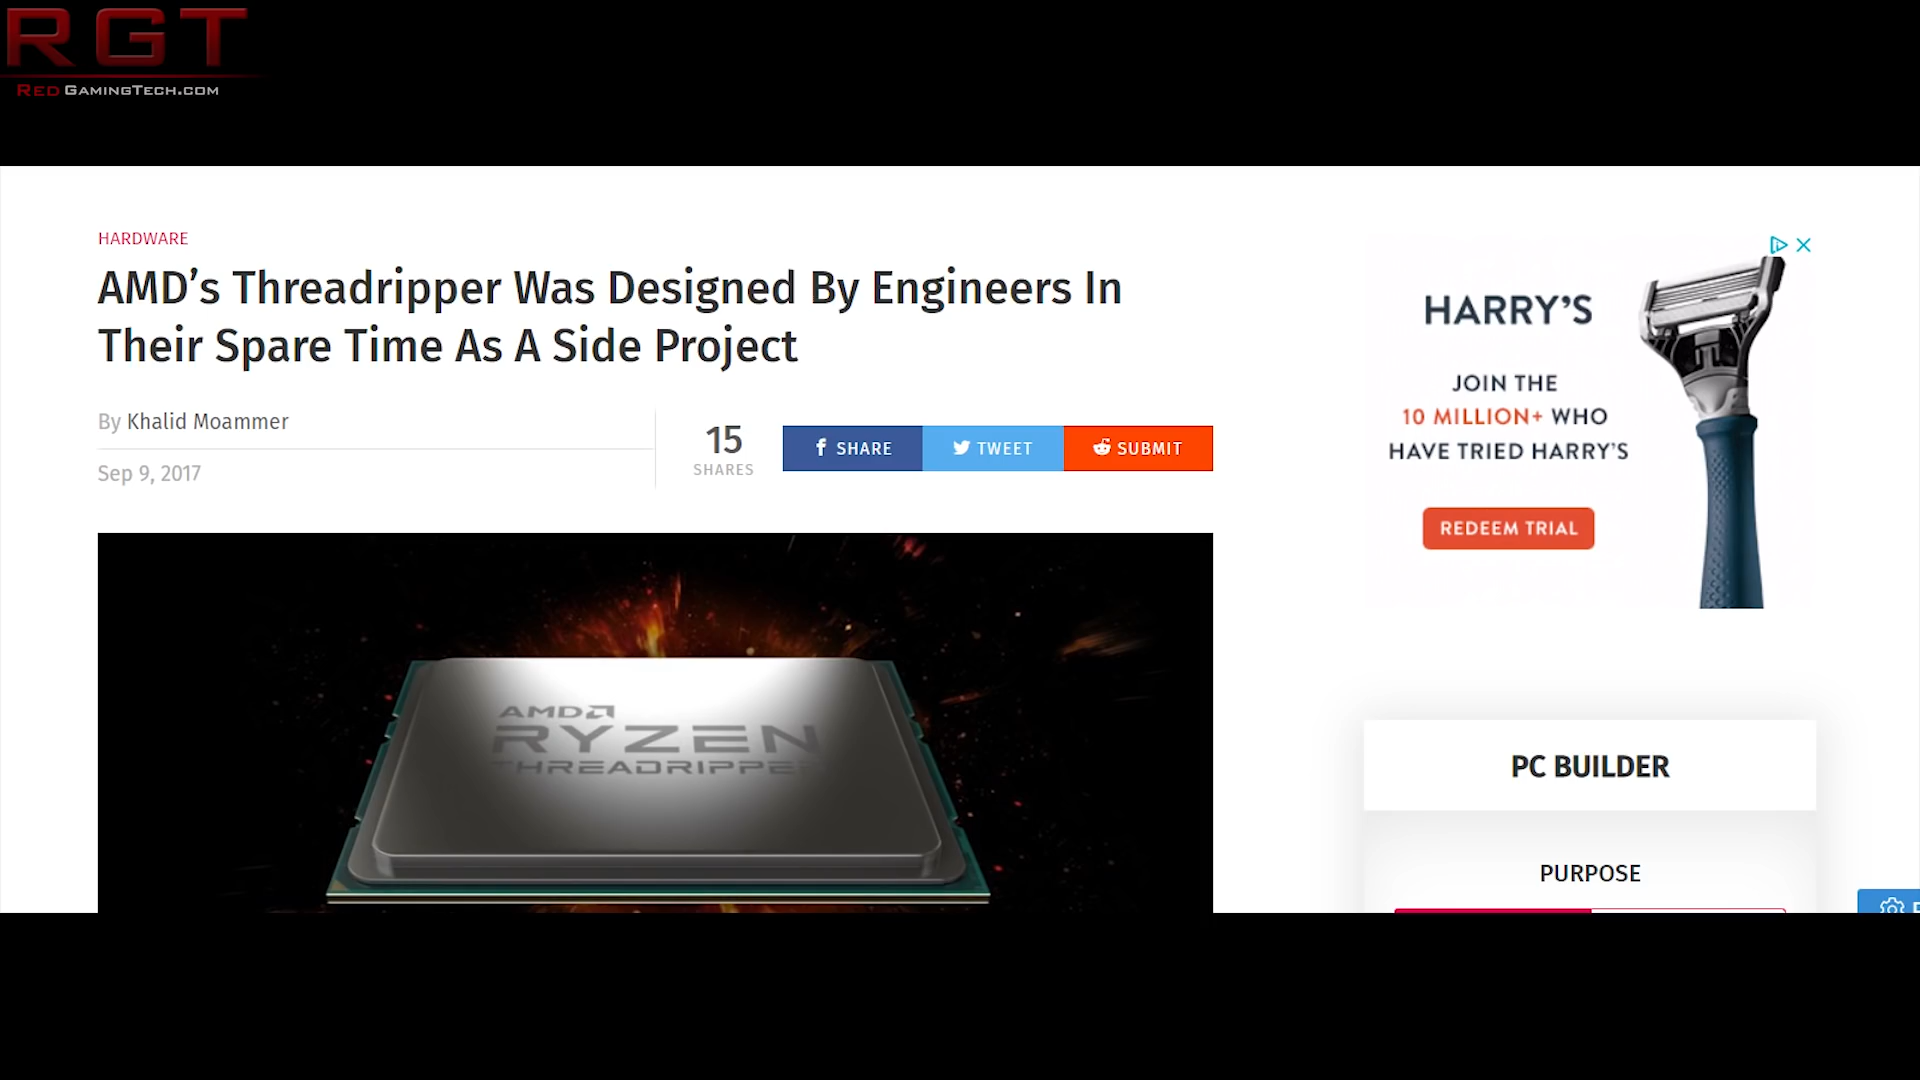 RGT
RedGamingTech.com
HARDWARE
AMD’s Threadripper Was Designed By Engineers In
Their Spare Time As A Side Project
By Khalid Moammer
Sep 9, 2017
15
SHARES
SHARE
TWEET
SUBMIT
AMD
RYZEN
THREADRIPPER
HARRY’S
JOIN THE
10 MILLION+ WHO
HAVE TRIED HARRY’S
REDEEM TRIAL
PC BUILDER
PURPOSE